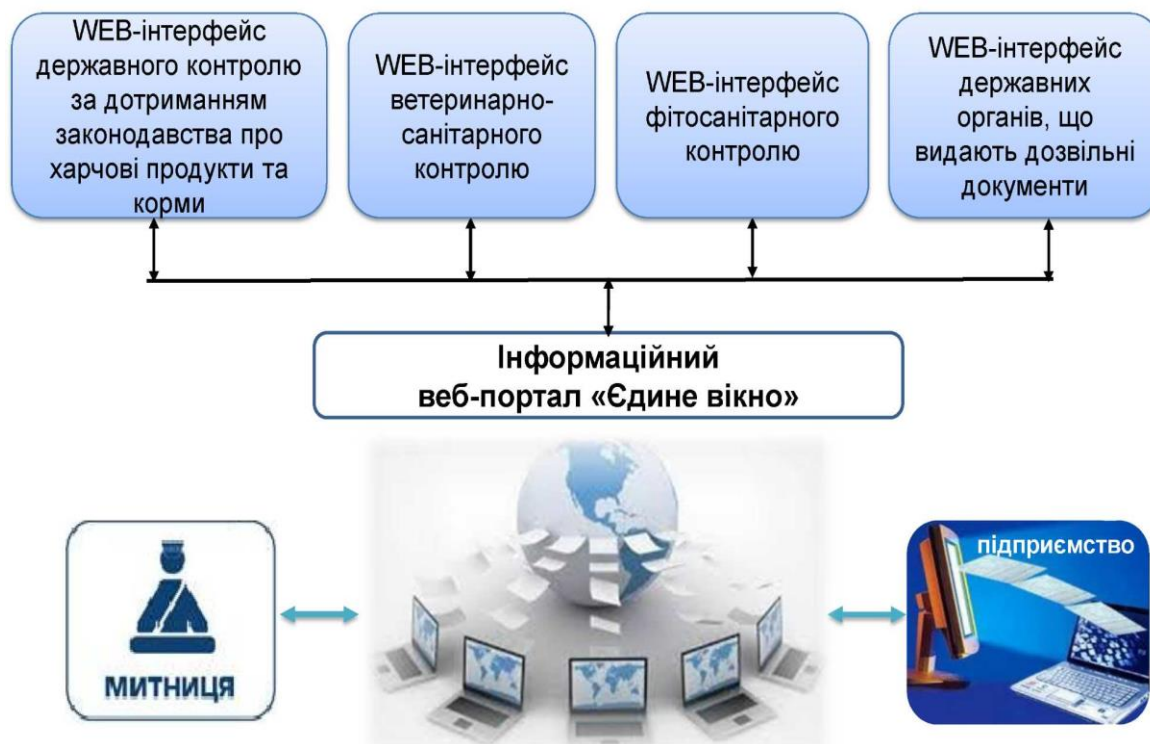 WEB-інтерфейс
державного контролю
за дотриманням
законодавства про
харчові продукти та
корми
WEB-інтерфейс
ветеринарно-
санітарного
контролю
WEB-інтерфейс
фітосанітарного
контролю
WEB-інтерфейс
державних
органів, що
видають дозвільні
документи
Інформаційний
веб-портал «Єдине вікно»
МИТНИЦЯ
підприємство